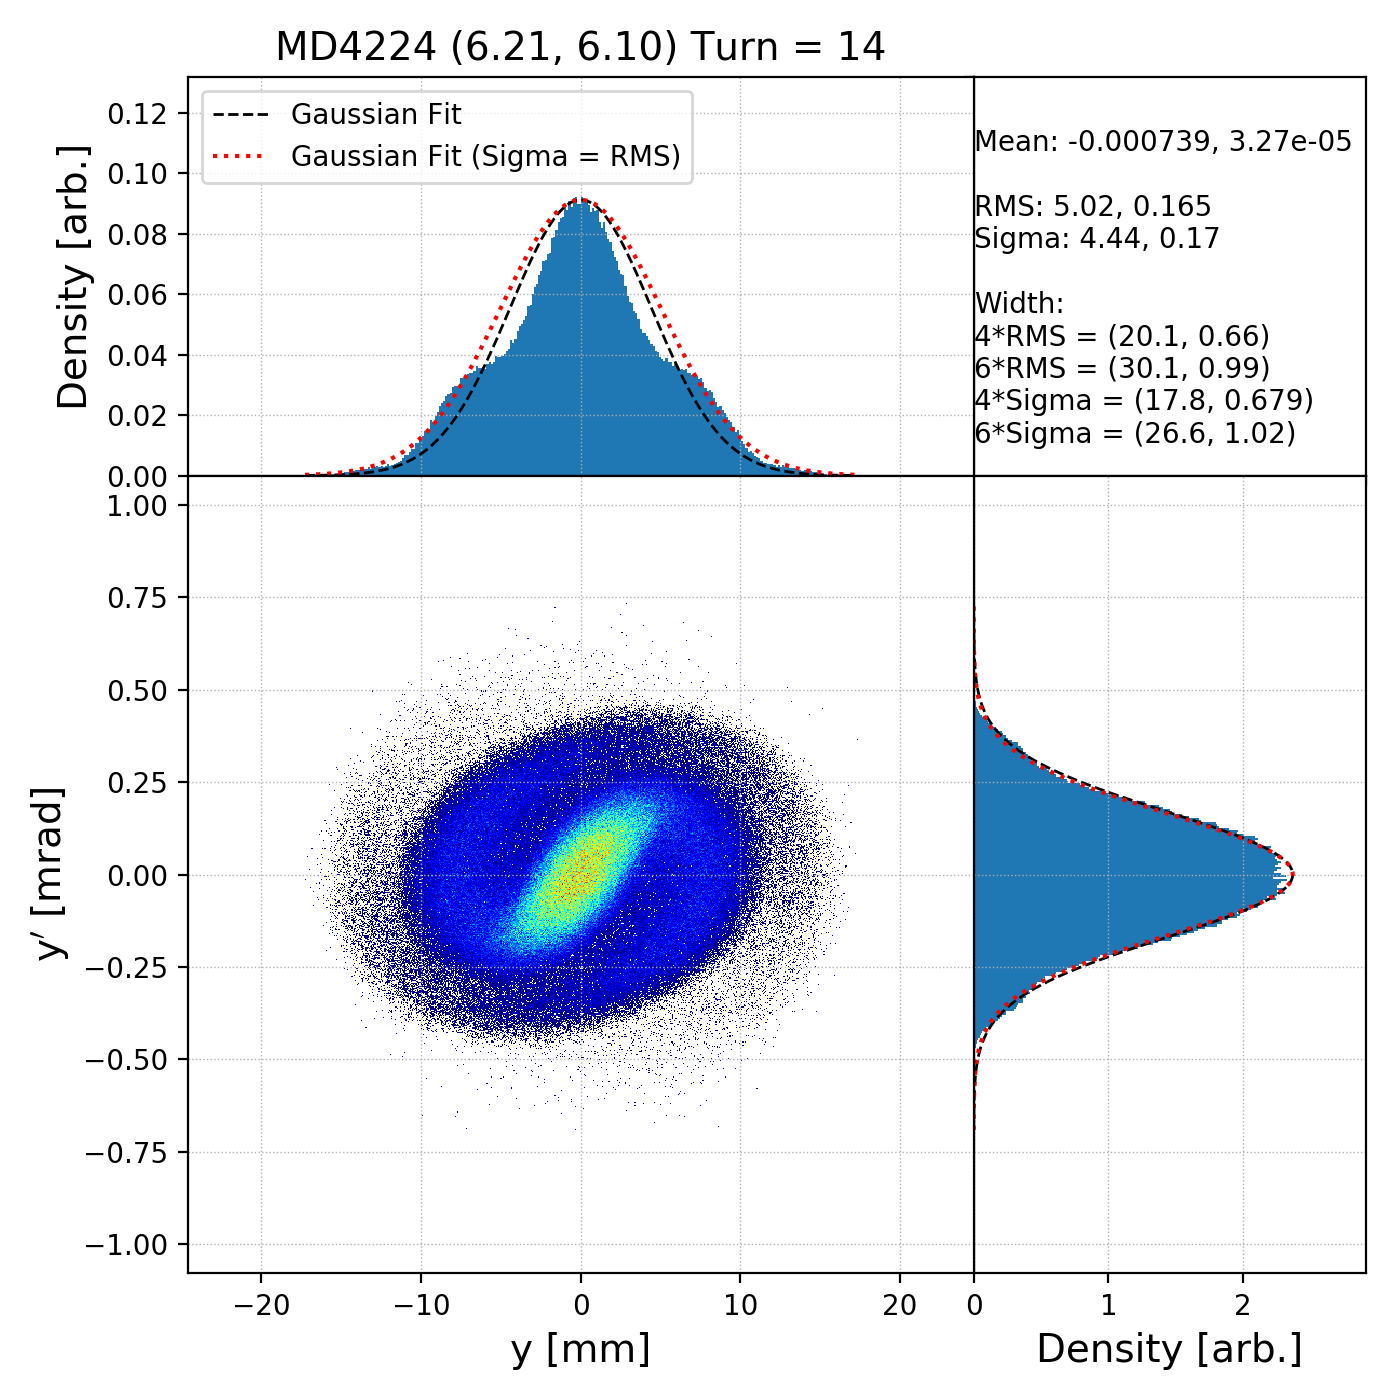 MD4224 (6.21, 6.10) Turn = 14
Density [arb.]
0.12
0.10
0.08
0.06
0.04
0.02
0.00
Gaussian Fit
Gaussian Fit (Sigma = RMS)
Mean: -0.000739, 3.27e-05
RMS: 5.02, 0.165
Sigma: 4.44, 0.17
Width:
4*RMS = (20.1, 0.66)
6*RMS = (30.1, 0.99)
4*Sigma = (17.8, 0.679)
6*Sigma = (26.6, 1.02)
y′ [mrad]
1.00
0.75
0.50
0.25
0.00
−0.25
−0.50
−0.75
−1.00
−20 −10 0 10 20
y [mm]
0 1 2
Density [arb.]